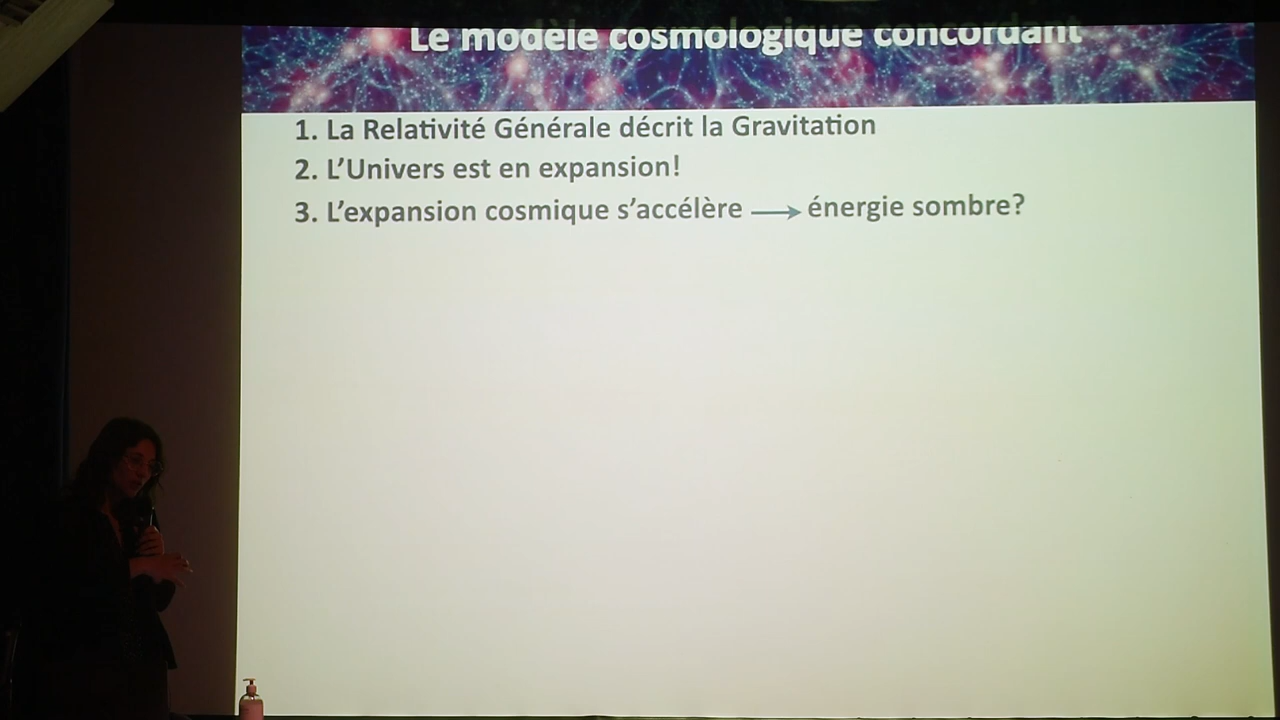 Le modèle cosmologique concordant
1. La Relativité Générale décrit la Gravitation
2. L'Univers est en expansion!
3. L'expansion cosmique s'accélère → énergie sombre?